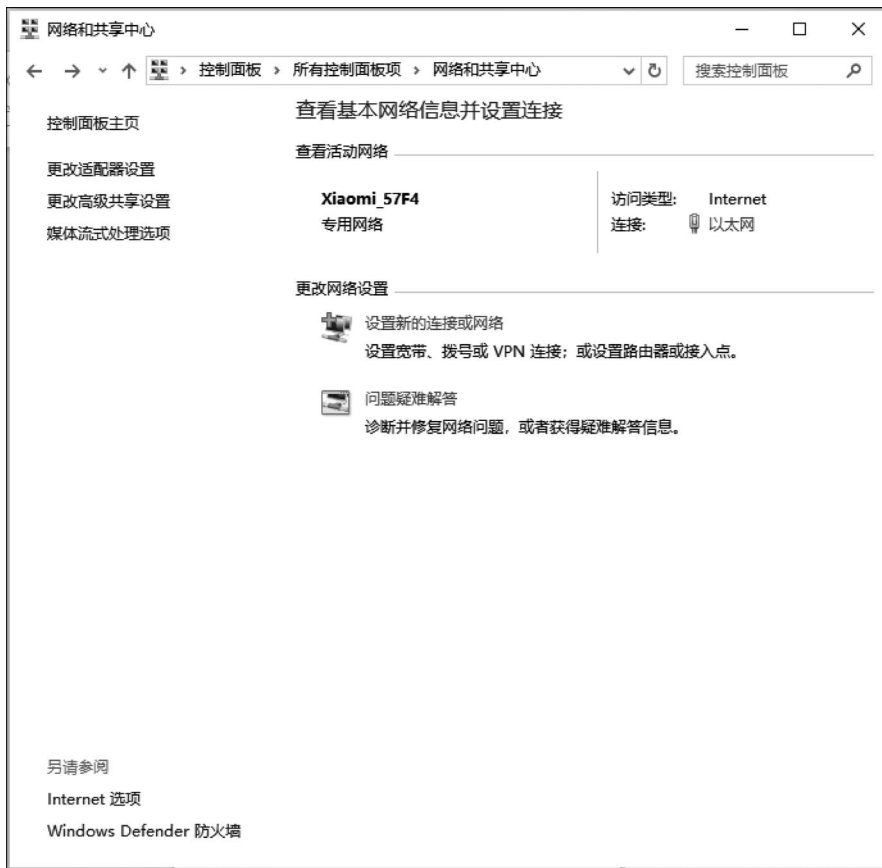 网络和共享中心
控制面板 › 所有控制面板项 › 网络和共享中心
搜索控制面板
控制面板主页
更改适配器设置
更改高级共享设置
媒体流式处理选项
查看基本网络信息并设置连接
查看活动网络
Xiaomi_57F4
专用网络
访问类型: Internet
连接: 以太网
更改网络设置
设置新的连接或网络
设置宽带、拨号或 VPN 连接；或设置路由器或接入点。
问题疑难解答
诊断并修复网络问题，或者获得疑难解答信息。
另请参阅
Internet 选项
Windows Defender 防火墙